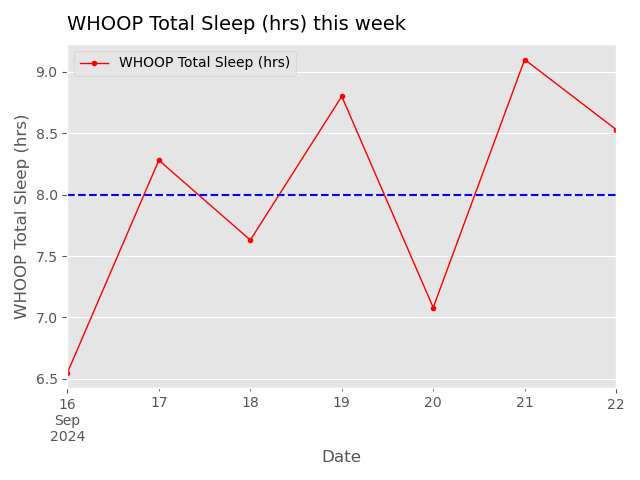 WHOOP Total Sleep (hrs) this week
WHOOP Total Sleep (hrs)
WHOOP Total Sleep (hrs)
9.0
8.5
8.0
7.5
7.0
6.5
16 17 18 19 20 21 22
Sep
2024
Date